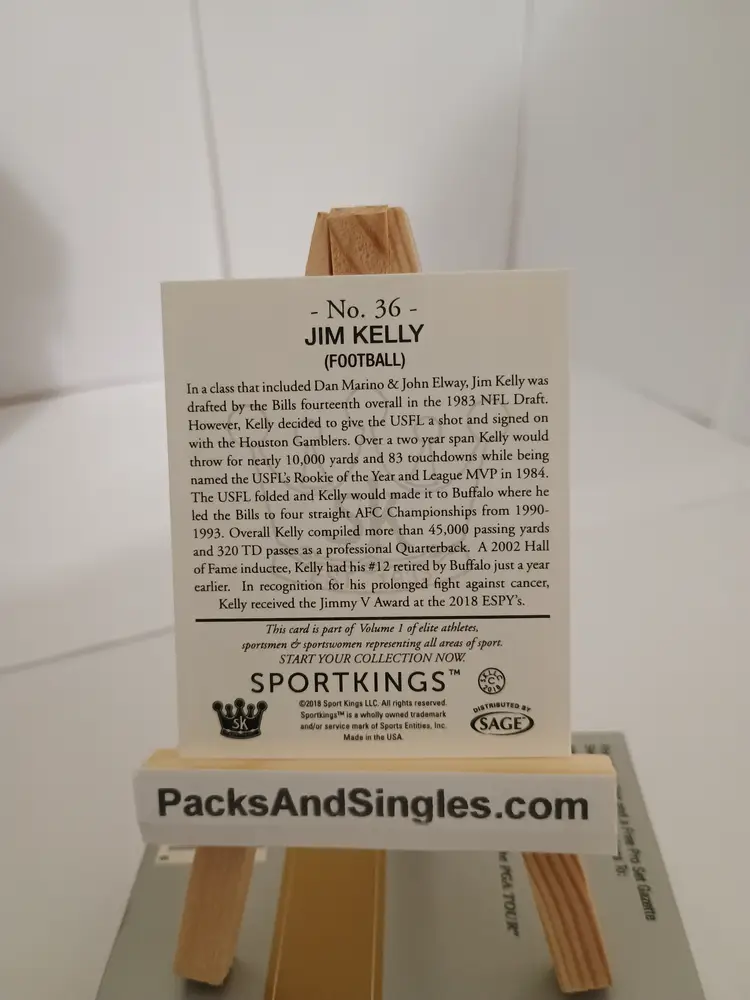 - No. 36 -
JIM KELLY
(FOOTBALL)
In a class that included Dan Marino & John Elway, Jim Kelly was
drafted by the Bills fourteenth overall in the 1983 NFL Draft.
However, Kelly decided to give the USFL a shot and signed on
with the Houston Gamblers. Over a two year span Kelly would
throw for nearly 10,000 yards and 83 touchdowns while being
named the USFL's Rookie of the Year and League MVP in 1984.
The USFL folded and Kelly would made it to Buffalo where he
led the Bills to four straight AFC Championships from 1990-
1993. Overall Kelly compiled more than 45,000 passing yards
and 320 TD passes as a professional Quarterback. A 2002 Hall
of Fame inductee, Kelly had his #12 retired by Buffalo just a year
earlier. In recognition for his prolonged fight against cancer,
Kelly received the Jimmy V Award at the 2018 ESPY's.
This card is part of Volume 1 of elite athletes,
sportsmen & sportswomen representing all areas of sport.
START YOUR COLLECTION NOW.
SPORTKINGS™
SK
©2018 Sport Kings LLC. All rights reserved.
Sportkings™ is a wholly owned trademark
and/or service mark of Sports Entities, Inc.
Made in the USA.
C
2018
DISTRIBUTED BY
SAGE
PacksAndSingles.com
and a Free Pro Set Gazette
PGA TOUR